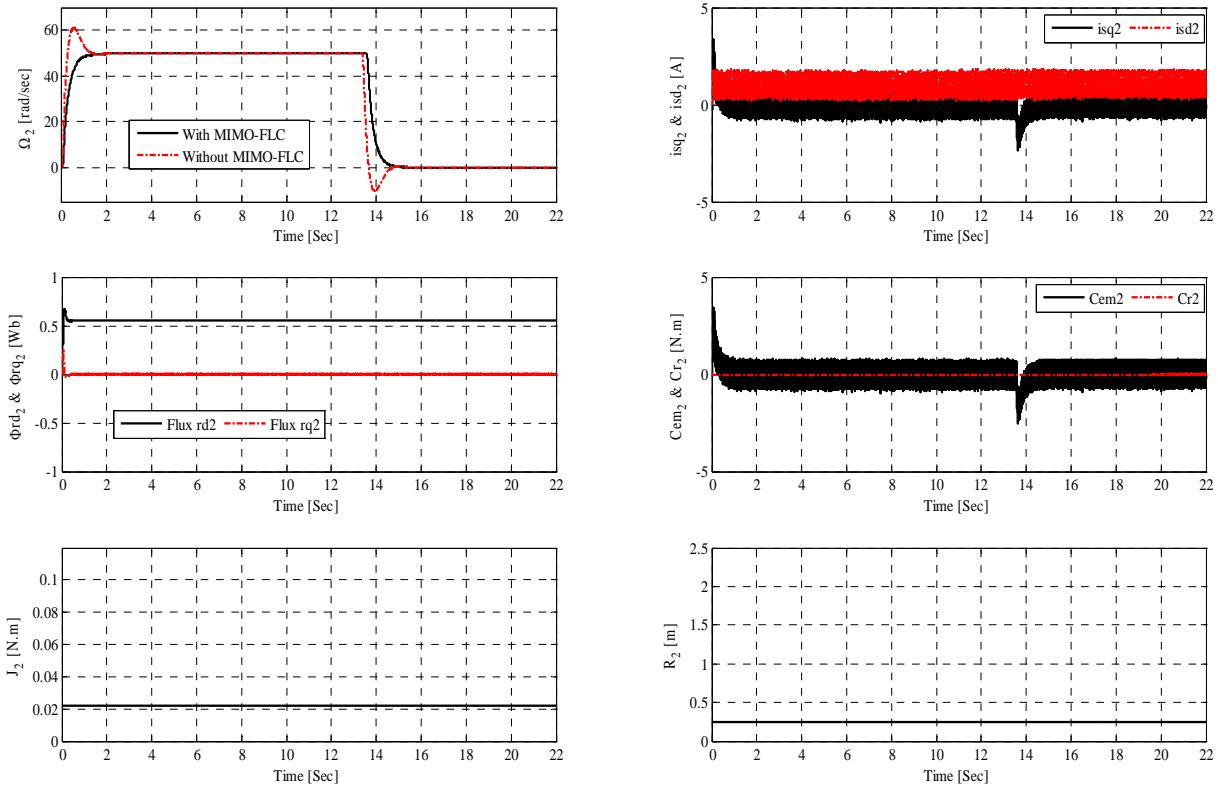 60
40
20
0
Ω2 [rad/sec]
With MIMO-FLC
Without MIMO-FLC
0 2 4 6 8 10 12 14 16 18 20 22
Time [Sec]
5
0
-5
isq2 & isd2 [A]
isq2 isd2
0 2 4 6 8 10 12 14 16 18 20 22
Time [Sec]
1
0.5
0
-0.5
-1
Φrd2 & Φrq2 [Wb]
Flux rd2 Flux rq2
0 2 4 6 8 10 12 14 16 18 20 22
Time [Sec]
5
0
-5
Cem2 & Cr2 [N.m]
Cem2 Cr2
0 2 4 6 8 10 12 14 16 18 20 22
Time [Sec]
0.1
0.08
0.06
0.04
0.02
0
J2 [N.m]
0 2 4 6 8 10 12 14 16 18 20 22
Time [Sec]
2.5
2
1.5
1
0.5
0
R2 [m]
0 2 4 6 8 10 12 14 16 18 20 22
Time [Sec]